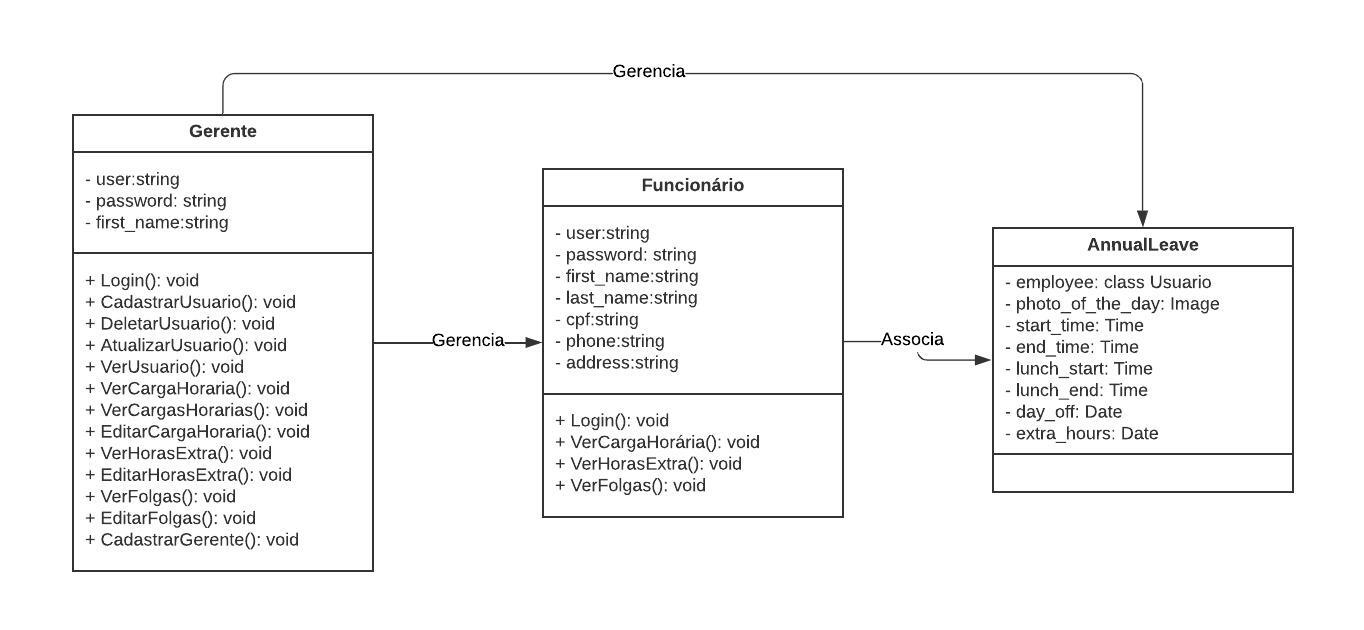 Gerencia
Gerente
- user:string
- password: string
- first_name:string
+ Login(): void
+ CadastrarUsuario(): void
+ DeletarUsuario(): void
+ AtualizarUsuario(): void
+ VerUsuario(): void
+ VerCargaHoraria(): void
+ VerCargasHorarias(): void
+ EditarCargaHoraria(): void
+ VerHorasExtra(): void
+ EditarHorasExtra(): void
+ VerFolgas(): void
+ EditarFolgas(): void
+ CadastrarGerente(): void
Gerencia
Funcionário
- user:string
- password: string
- first_name:string
- last_name:string
- cpf:string
- phone:string
- address:string
+ Login(): void
+ VerCargaHorária(): void
+ VerHorasExtra(): void
+ VerFolgas(): void
Associa
AnnualLeave
- employee: class Usuario
- photo_of_the_day: Image
- start_time: Time
- end_time: Time
- lunch_start: Time
- lunch_end: Time
- day_off: Date
- extra_hours: Date